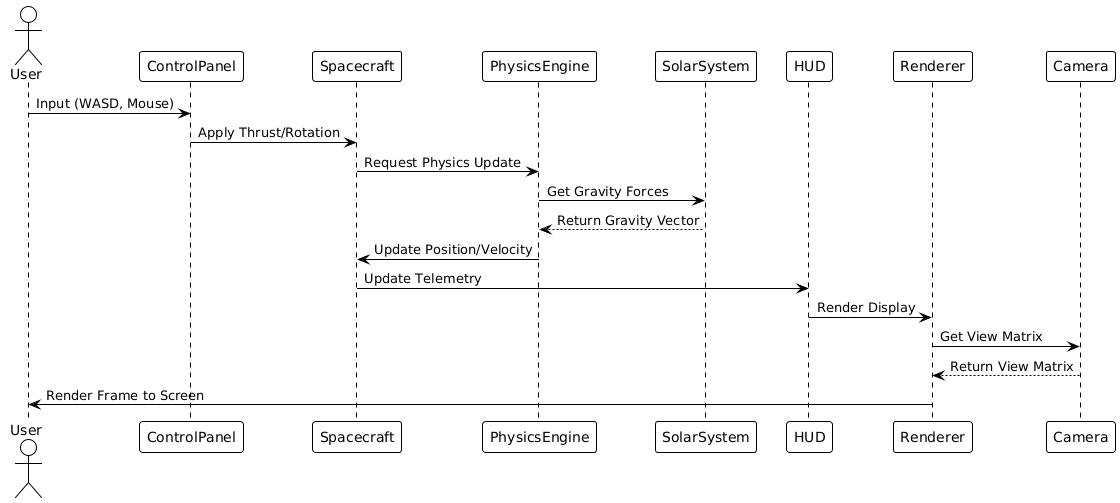 User
ControlPanel
Spacecraft
PhysicsEngine
SolarSystem
HUD
Renderer
Camera
Input (WASD, Mouse)
Apply Thrust/Rotation
Request Physics Update
Get Gravity Forces
Return Gravity Vector
Update Position/Velocity
Update Telemetry
Render Display
Get View Matrix
Return View Matrix
Render Frame to Screen
User
ControlPanel
Spacecraft
PhysicsEngine
SolarSystem
HUD
Renderer
Camera